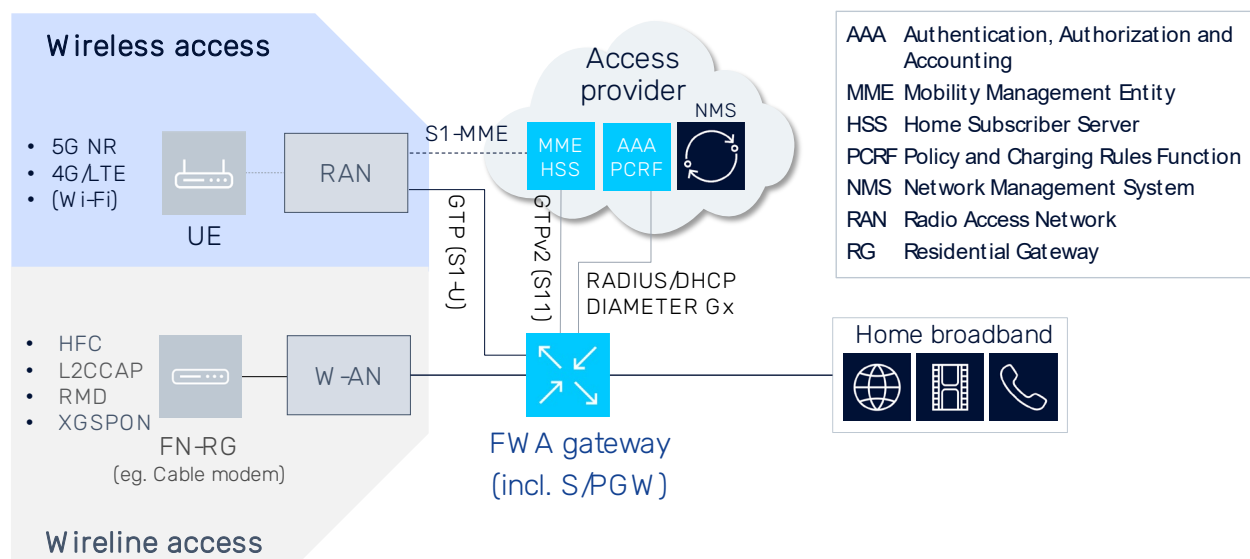 Wireless access
• 5G NR
• 4G/LTE
• (Wi-Fi)
UE
RAN
S1-MME
Access
provider
NMS
MME
HSS
AAA
PCRF
GTP (S1-U)
GTPv2 (S11)
RADIUS/DHCP
DIAMETER Gx
AAA Authentication, Authorization and
Accounting
MME Mobility Management Entity
HSS Home Subscriber Server
PCRF Policy and Charging Rules Function
NMS Network Management System
RAN Radio Access Network
RG Residential Gateway
• HFC
• L2CCAP
• RMD
• XGSPON
FN-RG
(eg. Cable modem)
W-AN
FWA gateway
(incl. S/PGW)
Home broadband
Wireline access